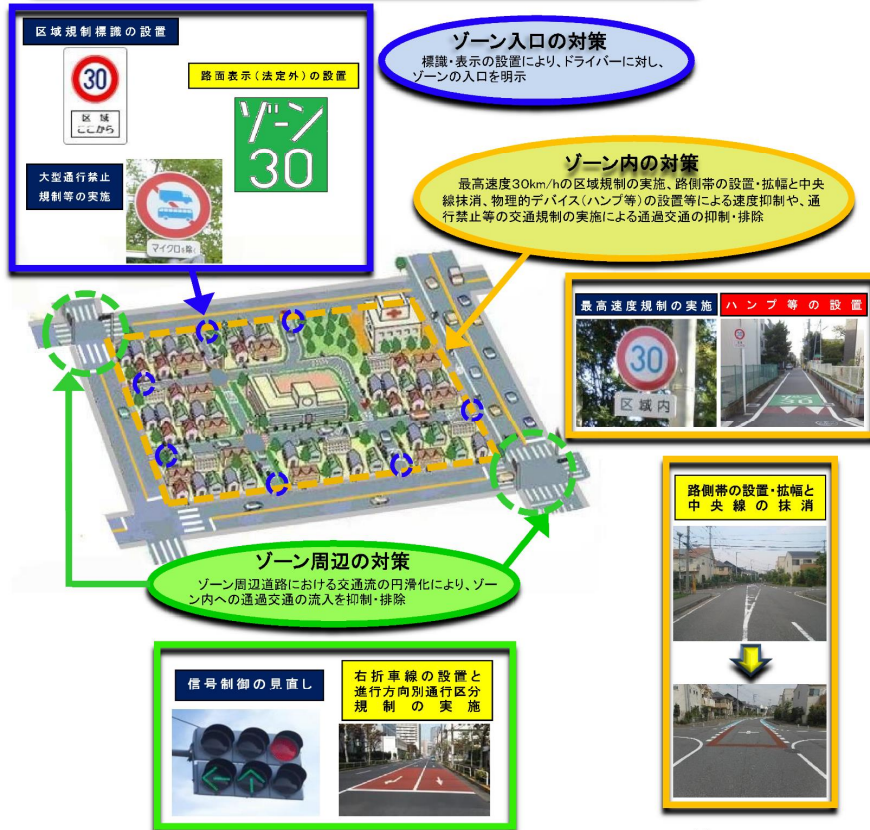 区域規制標識の設置
30
区域
ここから
路面表示(法定外)の設置
ゾーン
30
大型通行禁止
規制等の実施
マイクロを除く
ゾーン入口の対策
標識・表示の設置により、ドライバーに対し、
ゾーンの入口を明示
ゾーン内の対策
最高速度30km/hの区域規制の実施、路側帯の設置・拡幅と中央
線抹消、物理的デバイス(ハンプ等)の設置等による速度抑制や、通
行禁止等の交通規制の実施による通過交通の抑制・排除
最高速度規制の実施
30
区域内
ハンプ等の設置
30
路側帯の設置・拡幅と
中央線の抹消
ゾーン周辺の対策
ゾーン周辺道路における交通流の円滑化により、ゾー
ン内への通過交通の流入を抑制・排除
信号制御の見直し
右折車線の設置と
進行方向別通行区分
規制の実施